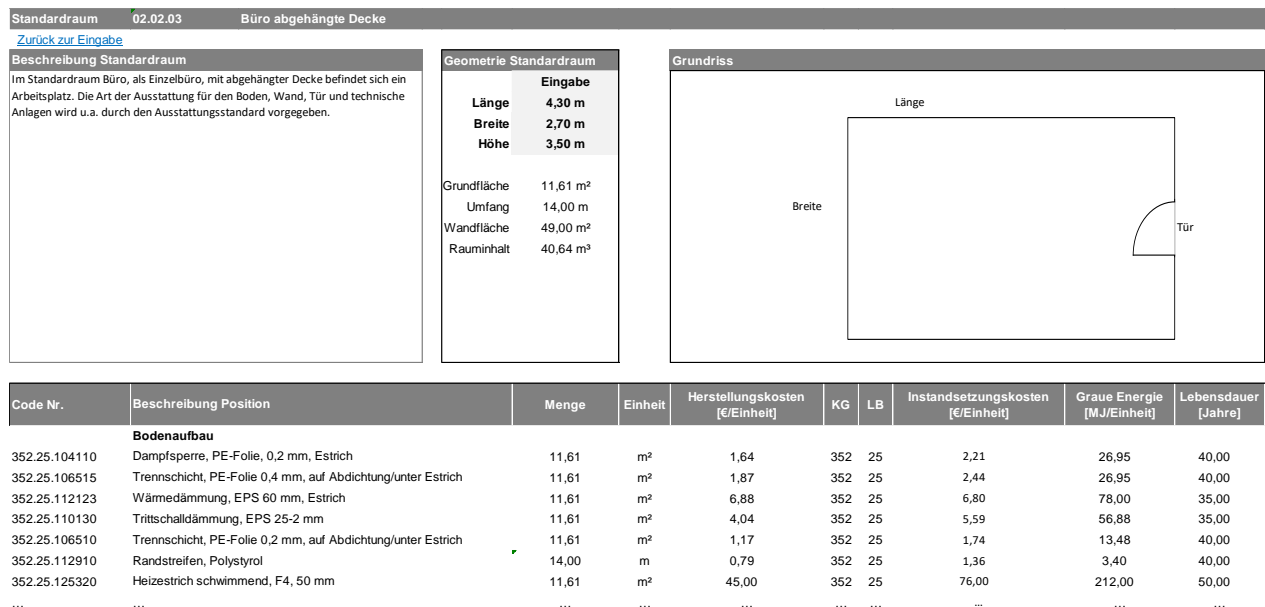 Standardraum 02.02.03 Büro abgehängte Decke
Zurück zur Eingabe
Beschreibung Standardraum
Im Standardraum Büro, als Einzelbüro, mit abgehängter Decke befindet sich ein
Arbeitsplatz. Die Art der Ausstattung für den Boden, Wand, Tür und technische
Anlagen wird u.a. durch den Ausstattungsstandard vorgegeben.
Geometrie Standardraum
Eingabe
Länge 4,30 m
Breite 2,70 m
Höhe 3,50 m
Grundfläche 11,61 m²
Umfang 14,00 m
Wandfläche 49,00 m²
Rauminhalt 40,64 m³
Grundriss
Länge
Breite
Tür
Code Nr. Beschreibung Position Menge Einheit Herstellungskosten [€/Einheit] KG LB Instandsetzungskosten [€/Einheit] Graue Energie [MJ/Einheit] Lebensdauer [Jahre]
Bodenaufbau
352.25.104110 Dampfsperre, PE-Folie, 0,2 mm, Estrich 11,61 m² 1,64 352 25 2,21 26,95 40,00
352.25.106515 Trennschicht, PE-Folie 0,4 mm, auf Abdichtung/unter Estrich 11,61 m² 1,87 352 25 2,44 26,95 40,00
352.25.112123 Wärmedämmung, EPS 60 mm, Estrich 11,61 m² 6,88 352 25 6,80 78,00 35,00
352.25.110130 Trittschalldämmung, EPS 25-2 mm 11,61 m² 4,04 352 25 5,59 56,88 35,00
352.25.106510 Trennschicht, PE-Folie 0,2 mm, auf Abdichtung/unter Estrich 11,61 m² 1,17 352 25 1,74 13,48 40,00
352.25.112910 Randstreifen, Polystyrol 14,00 m 0,79 352 25 1,36 3,40 40,00
352.25.125320 Heizestrich schwimmend, F4, 50 mm 11,61 m² 45,00 352 25 76,00 212,00 50,00
... ... ... ... ... ... ... ... ... ...